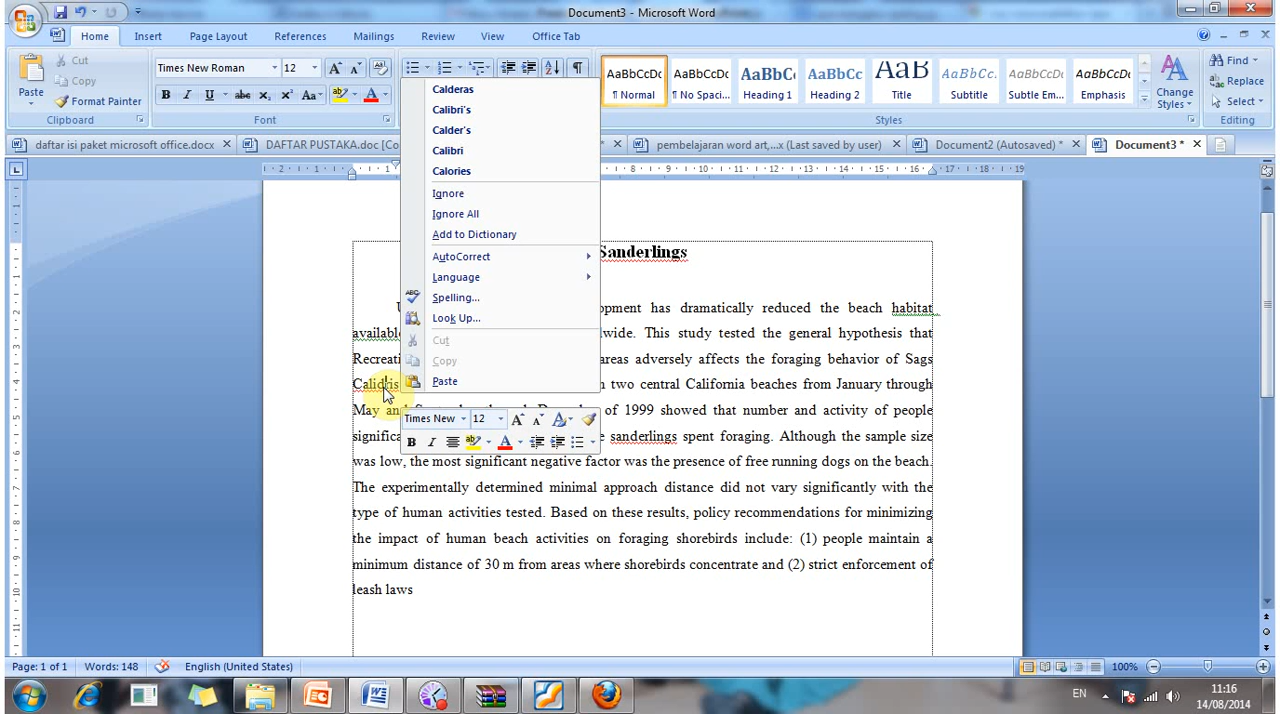 Document3 - Microsoft Word
Home Insert Page Layout References Mailings Review View Office Tab
Paste
Cut
Copy
Format Painter
Clipboard
Times New Roman 12
Font
AaBbCcDc AaBbCcDc AaBbCc AaBbCc AaB AaBbCc. AaBbCcDc AaBbCcDc
¶ Normal ¶ No Spaci... Heading 1 Heading 2 Title Subtitle Subtle Em... Emphasis
Change Styles
Styles
Find
Replace
Select
Editing
daftar isi paket microsoft office.docx DAFTAR PUSTAKA.doc [Co pembelajaran word art,...x (Last saved by user) Document2 (Autosaved) * Document3 *
Calderas
Calibri's
Calder's
Calibri
Calories
Ignore
Ignore All
Add to Dictionary
AutoCorrect
Language
Spelling...
Look Up...
Cut
Copy
Paste
Times New 12
Sanderlings
opment has dramatically reduced the beach habitat
available wide. This study tested the general hypothesis that
Recreati areas adversely affects the foraging behavior of Sags
Calidris n two central California beaches from January through
May and of 1999 showed that number and activity of people
significa sanderlings spent foraging. Although the sample size
was low, the most significant negative factor was the presence of free running dogs on the beach.
The experimentally determined minimal approach distance did not vary significantly with the
type of human activities tested. Based on these results, policy recommendations for minimizing
the impact of human beach activities on foraging shorebirds include: (1) people maintain a
minimum distance of 30 m from areas where shorebirds concentrate and (2) strict enforcement of
leash laws
Page: 1 of 1 Words: 148 English (United States) 100%
EN 11:16
14/08/2014